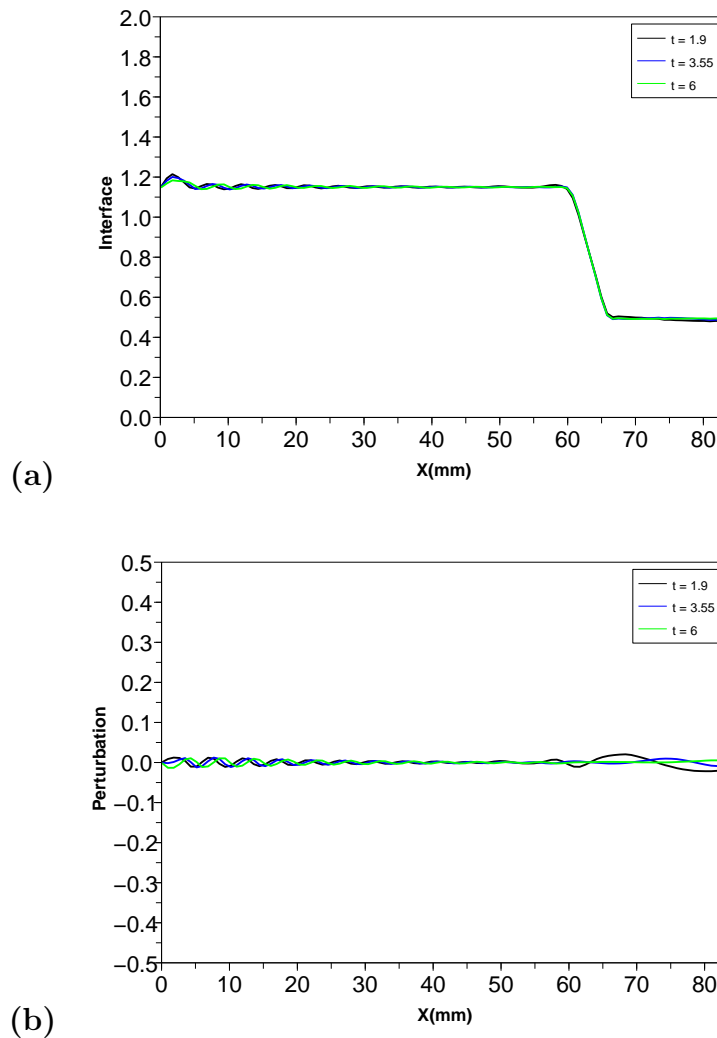 2.0
1.8
1.6
1.4
1.2
1.0
0.8
0.6
0.4
0.2
0.0
Interface
t = 1.9
t = 3.55
t = 6
0 10 20 30 40 50 60 70 80
X(mm)
(a)
0.5
0.4
0.3
0.2
0.1
0.0
−0.1
−0.2
−0.3
−0.4
−0.5
Perturbation
t = 1.9
t = 3.55
t = 6
0 10 20 30 40 50 60 70 80
X(mm)
(b)